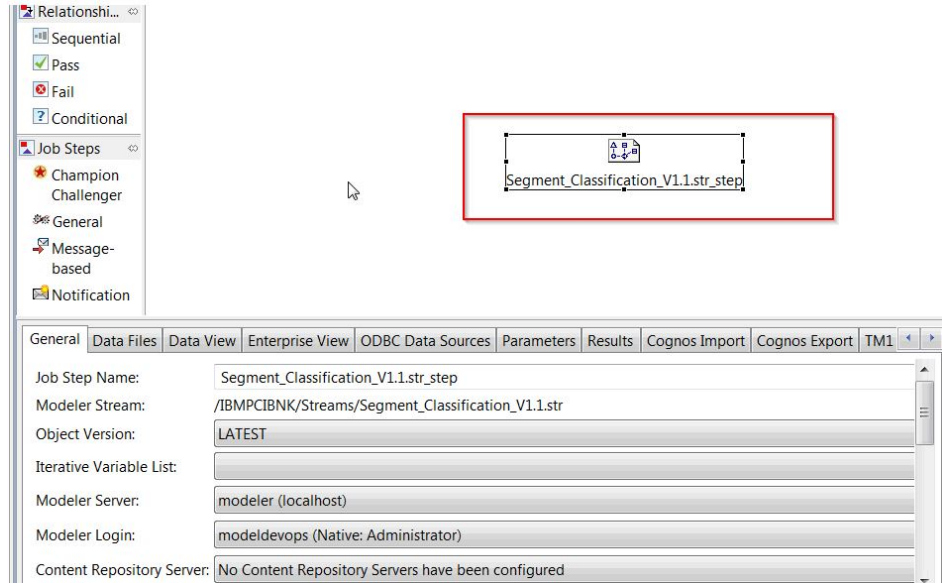 Relationshi...
Sequential
Pass
Fail
Conditional
Job Steps
Champion
Challenger
General
Message-
based
Notification
Segment_Classification_V1.1.str_step
General Data Files Data View Enterprise View ODBC Data Sources Parameters Results Cognos Import Cognos Export TM1
Job Step Name: Segment_Classification_V1.1.str_step
Modeler Stream: /IBMPCIBNK/Streams/Segment_Classification_V1.1.str
Object Version: LATEST
Iterative Variable List:
Modeler Server: modeler (localhost)
Modeler Login: modeldevops (Native: Administrator)
Content Repository Server: No Content Repository Servers have been configured